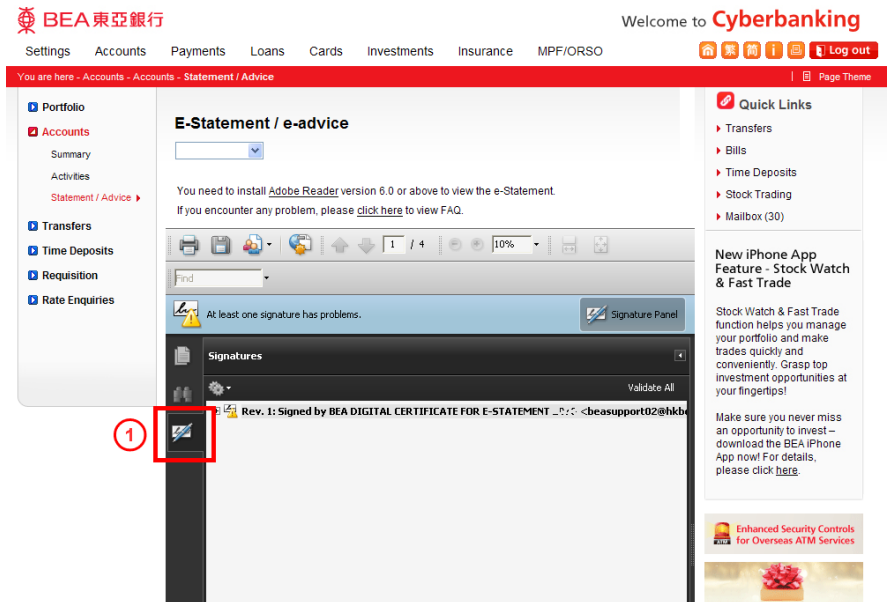 BEA東亞銀行
Welcome to Cyberbanking
Settings Accounts Payments Loans Cards Investments Insurance MPF/ORSO
繁 簡 i Log out
You are here - Accounts - Accounts - Statement / Advice
Page Theme
Portfolio
Accounts
Summary
Activities
Statement / Advice
Transfers
Time Deposits
Requisition
Rate Enquiries
E-Statement / e-advice
You need to install Adobe Reader version 6.0 or above to view the e-Statement.
If you encounter any problem, please click here to view FAQ.
1 / 4 10%
Find
At least one signature has problems.
Signature Panel
Signatures
Validate All
Rev. 1: Signed by BEA DIGITAL CERTIFICATE FOR E-STATEMENT <beasupport02@hkbe
1
Quick Links
Transfers
Bills
Time Deposits
Stock Trading
Mailbox (30)
New iPhone App
Feature - Stock Watch
& Fast Trade
Stock Watch & Fast Trade
function helps you manage
your portfolio and make
trades quickly and
conveniently. Grasp top
investment opportunities at
your fingertips!
Make sure you never miss
an opportunity to invest –
download the BEA iPhone
App now! For details,
please click here.
ATM
Enhanced Security Controls
for Overseas ATM Services